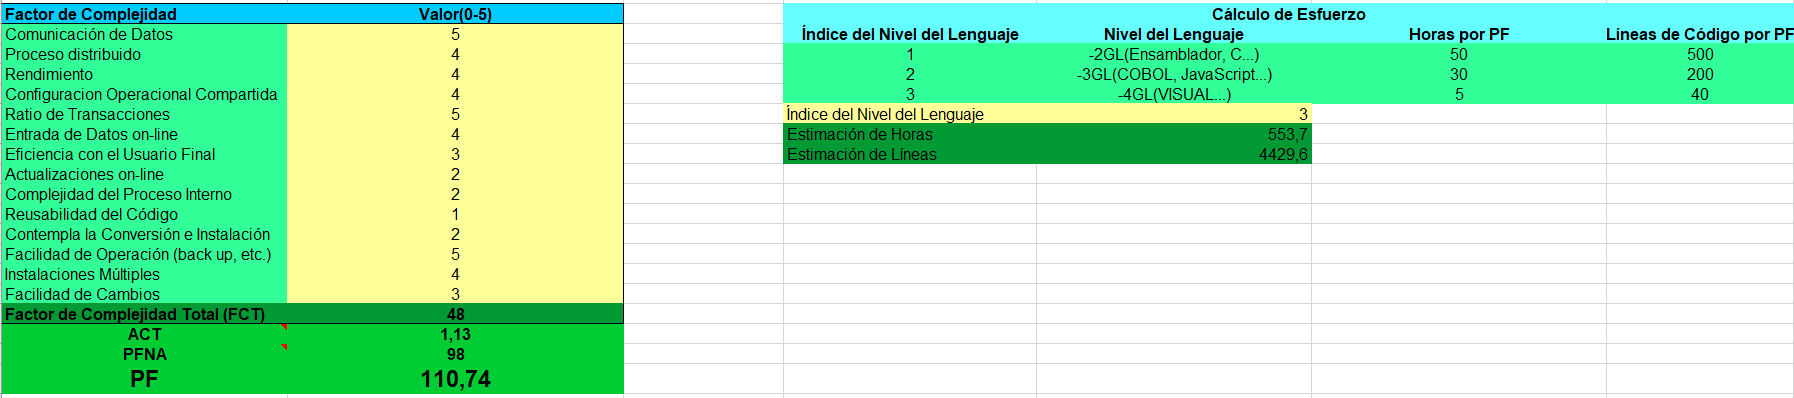 Factor de Complejidad Valor(0-5)
Comunicación de Datos 5
Proceso distribuido 4
Rendimiento 4
Configuracion Operacional Compartida 4
Ratio de Transacciones 5
Entrada de Datos on-line 4
Eficiencia con el Usuario Final 3
Actualizaciones on-line 2
Complejidad del Proceso Interno 2
Reusabilidad del Código 1
Contempla la Conversión e Instalación 2
Facilidad de Operación (back up, etc.) 5
Instalaciones Múltiples 4
Facilidad de Cambios 3
Factor de Complejidad Total (FCT) 48
ACT 1,13
PFNA 98
PF 110,74
Cálculo de Esfuerzo
Índice del Nivel del Lenguaje Nivel del Lenguaje Horas por PF Líneas de Código por PF
1 -2GL(Ensamblador, C...) 50 500
2 -3GL(COBOL, JavaScript...) 30 200
3 -4GL(VISUAL...) 5 40
Índice del Nivel del Lenguaje 3
Estimación de Horas 553,7
Estimación de Líneas 4429,6